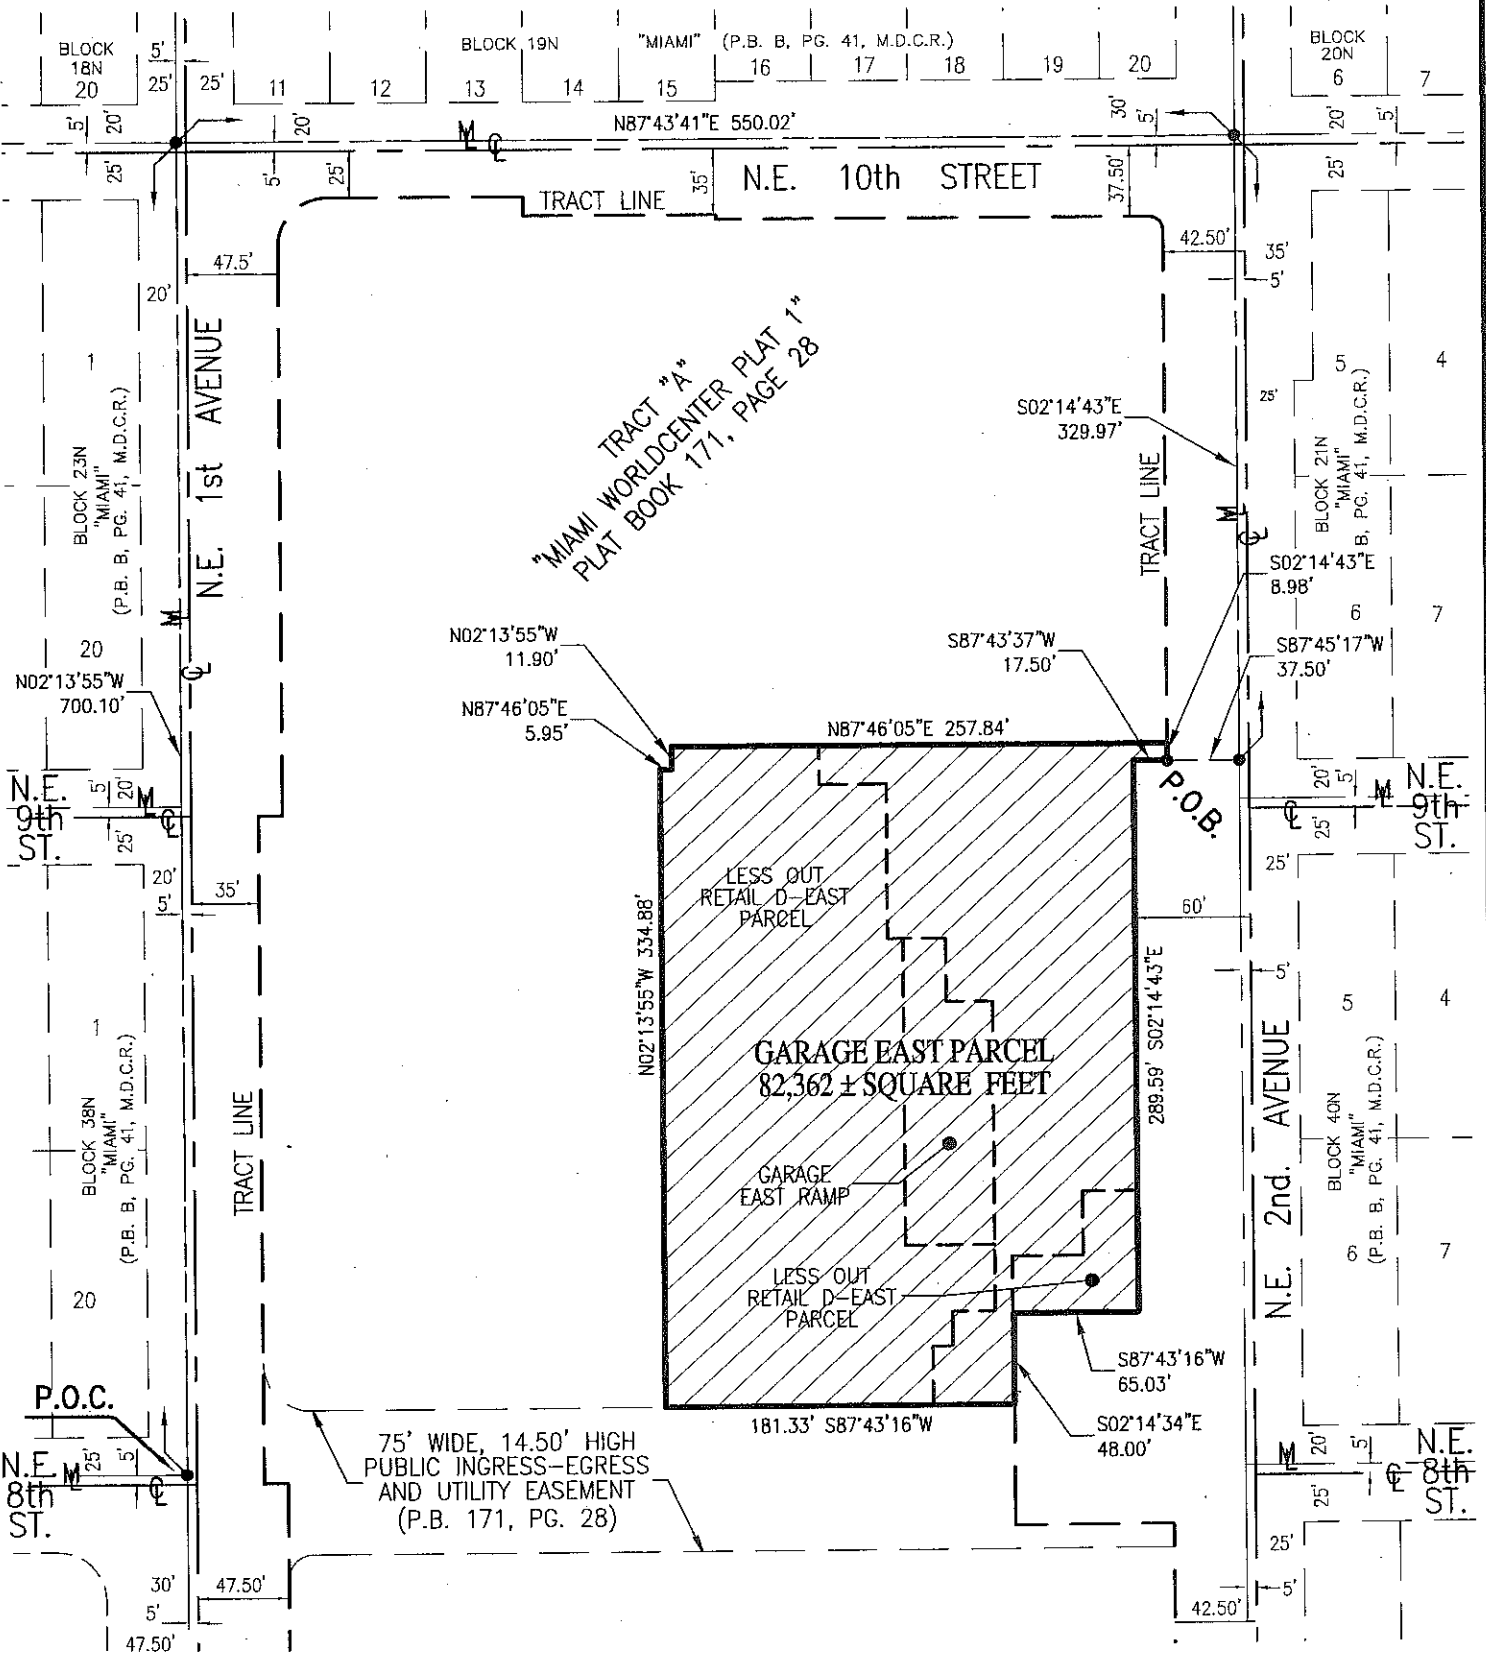 BLOCK
18N
20
5'
25'
25'
BLOCK 19N
"MIAMI" (P.B. B, PG. 41, M.D.C.R.)
BLOCK
20N
6
7
11
12
13
14
15
16
17
18
19
20
5'
20'
20'
N87°43'41"E 550.02'
30'
5'
20'
5'
25'
5'
25'
35'
37.50'
25'
N.E. 10th STREET
TRACT LINE
47.5'
42.50'
35'
5'
20'
N.E. 1st AVENUE
1
BLOCK 23N
"MIAMI"
(P.B. B, PG. 41, M.D.C.R.)
20
TRACT "A"
"MIAMI WORLDCENTER PLAT 1"
PLAT BOOK 171, PAGE 28
S02°14'43"E
329.97'
25'
5
4
BLOCK 21N
"MIAMI"
B, PG. 41, M.D.C.R.)
6
7
TRACT LINE
S02°14'43"E
8.98'
N02°13'55"W
11.90'
S87°43'37"W
17.50'
S87°45'17"W
37.50'
N02°13'55"W
700.10'
N87°46'05"E
5.95'
N87°46'05"E 257.84'
P.O.B.
N.E.
9th
ST.
5'
20'
25'
20'
5'
35'
20'
5'
25'
N.E.
9th
ST.
25'
60'
5'
LESS OUT
RETAIL D-EAST
PARCEL
N02°13'55"W 334.88'
289.59' S02°14'43"E
GARAGE EAST PARCEL
82,362 ± SQUARE FEET
GARAGE
EAST RAMP
LESS OUT
RETAIL D-EAST
PARCEL
1
BLOCK 38N
"MIAMI"
(P.B. B, PG. 41, M.D.C.R.)
20
TRACT LINE
N.E. 2nd. AVENUE
5
4
BLOCK 40N
"MIAMI"
(P.B. B, PG. 41, M.D.C.R.)
6
7
S87°43'16"W
65.03'
181.33' S87°43'16"W
S02°14'34"E
48.00'
P.O.C.
N.E.
8th
ST.
25'
5'
75' WIDE, 14.50' HIGH
PUBLIC INGRESS-EGRESS
AND UTILITY EASEMENT
(P.B. 171, PG. 28)
20'
5'
25'
N.E.
8th
ST.
30'
47.50'
5'
47.50'
25'
5'
42.50'